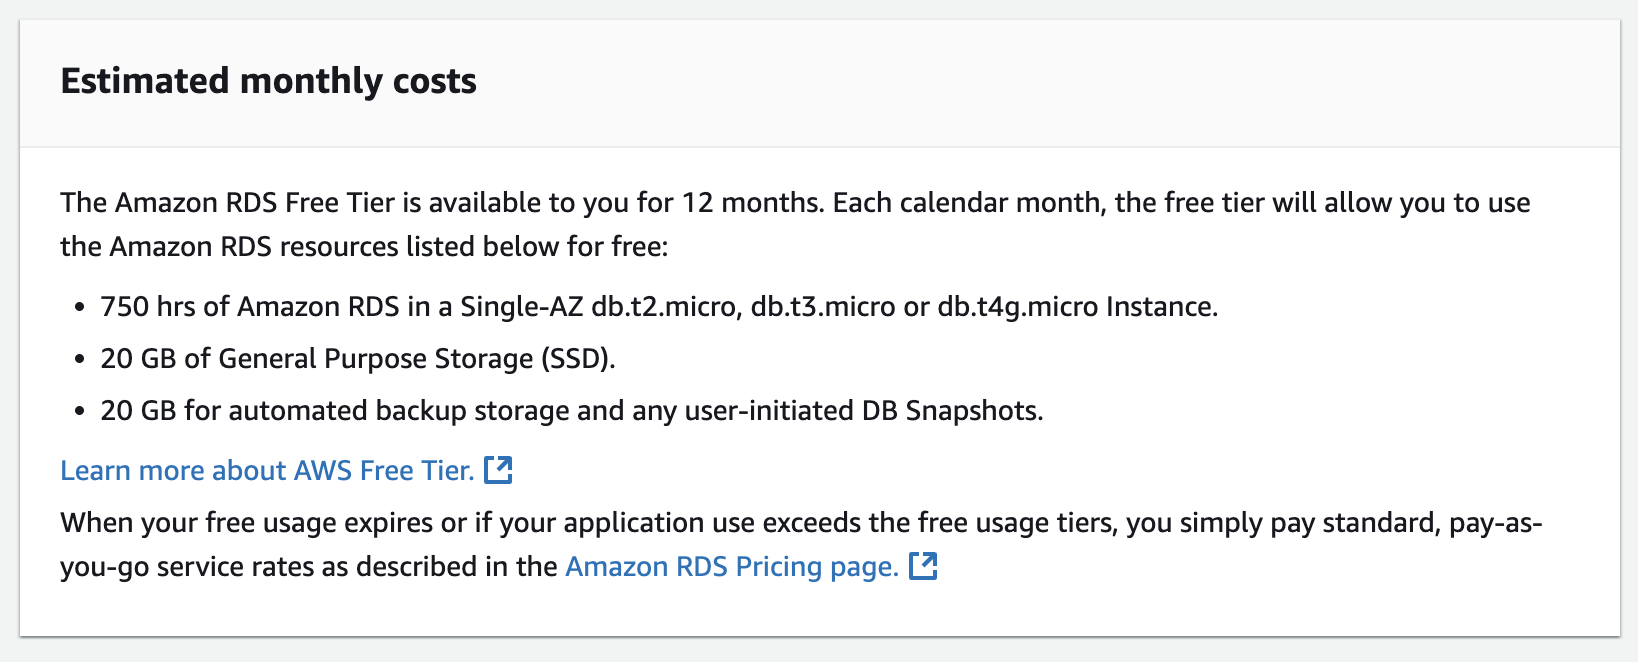 Estimated monthly costs
The Amazon RDS Free Tier is available to you for 12 months. Each calendar month, the free tier will allow you to use
the Amazon RDS resources listed below for free:
• 750 hrs of Amazon RDS in a Single-AZ db.t2.micro, db.t3.micro or db.t4g.micro Instance.
• 20 GB of General Purpose Storage (SSD).
• 20 GB for automated backup storage and any user-initiated DB Snapshots.
Learn more about AWS Free Tier.
When your free usage expires or if your application use exceeds the free usage tiers, you simply pay standard, pay-as-
you-go service rates as described in the Amazon RDS Pricing page.